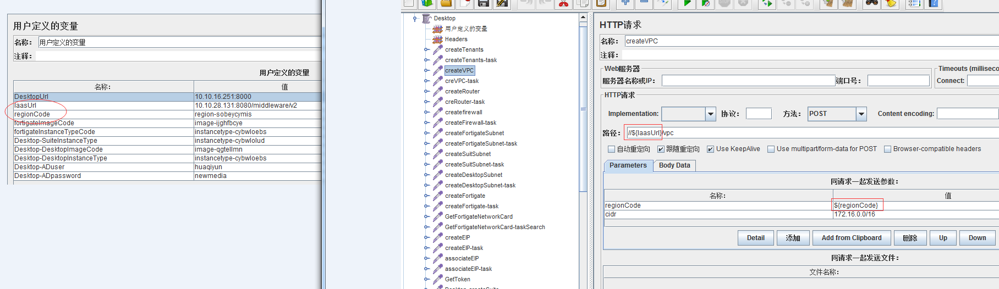 用户定义的变量
名称： 用户定义的变量
注释：
用户定义的变量
名称： 值
DesktopUrl 10.10.16.251:8000
IaasUrl 10.10.28.131:8080/middleware/v2
regionCode region-sobeycymis
fortigateImageCode image-ijghfbcye
fortigateInstanceTypeCode instancetype-cybwloebs
Desktop-SuiteInstanceType instancetype-cybwlolud
Desktop-DesktopImageCode image-qgtellmn
Desktop-DesktopInstanceType instancetype-cybwloebs
Desktop-ADuser huaqiyun
Desktop-ADpassword newmedia
Desktop
用户定义的变量
Headers
createTenants
createTenants-task
createVPC
creVPC-task
createRouter
creRouter-task
createfirewall
createFirewall-task
createFortigateSubnet
createFortigateSubnet-task
createSuitSubnet
createSuitSubnet-task
createDesktopSubnet
createDesktopSubnet-task
createFortigate
createFortigate-task
GetFortigateNetworkCard
GetFortigateNetworkCard-taskSearch
createEIP
createEIP-task
associateEIP
associateEIP-task
GetToken
HTTP请求
名称： createVPC
注释：
Web服务器
服务器名称或IP： 端口号：
Timeouts (milliseco
Connect:
HTTP请求
Implementation: 协议： 方法： POST Content encoding:
路径： //${IaasUrl}/vpc
自动重定向 跟随重定向 Use KeepAlive Use multipart/form-data for POST Browser-compatible headers
Parameters Body Data
同请求一起发送参数：
名称： 值
regionCode ${regionCode}
cidr 172.16.0.0/16
Detail 添加 Add from Clipboard 删除 Up Down
同请求一起发送文件：
文件名称：